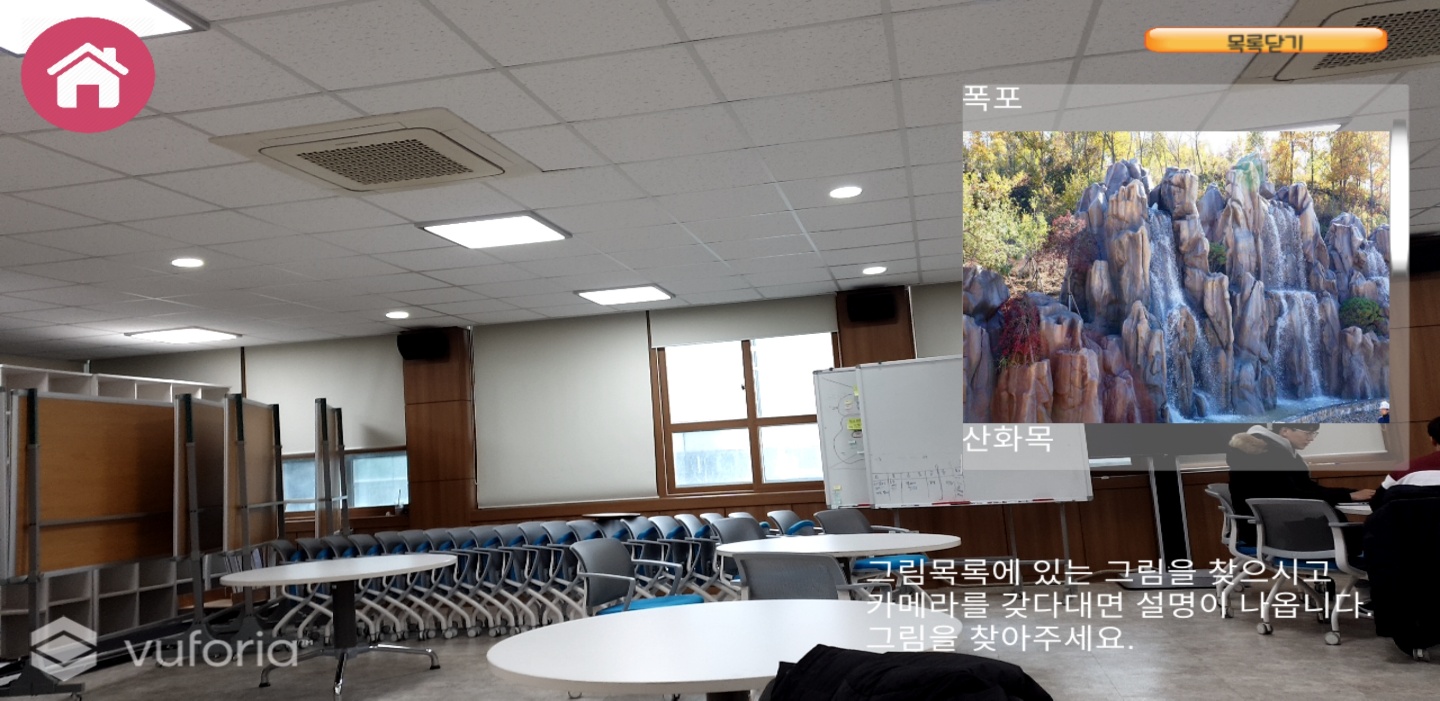 목록닫기
폭포
산화목
그림목록에 있는 그림을 찾으시고
카메라를 갖다대면 설명이 나옵니다.
그림을 찾아주세요.
vuforia™